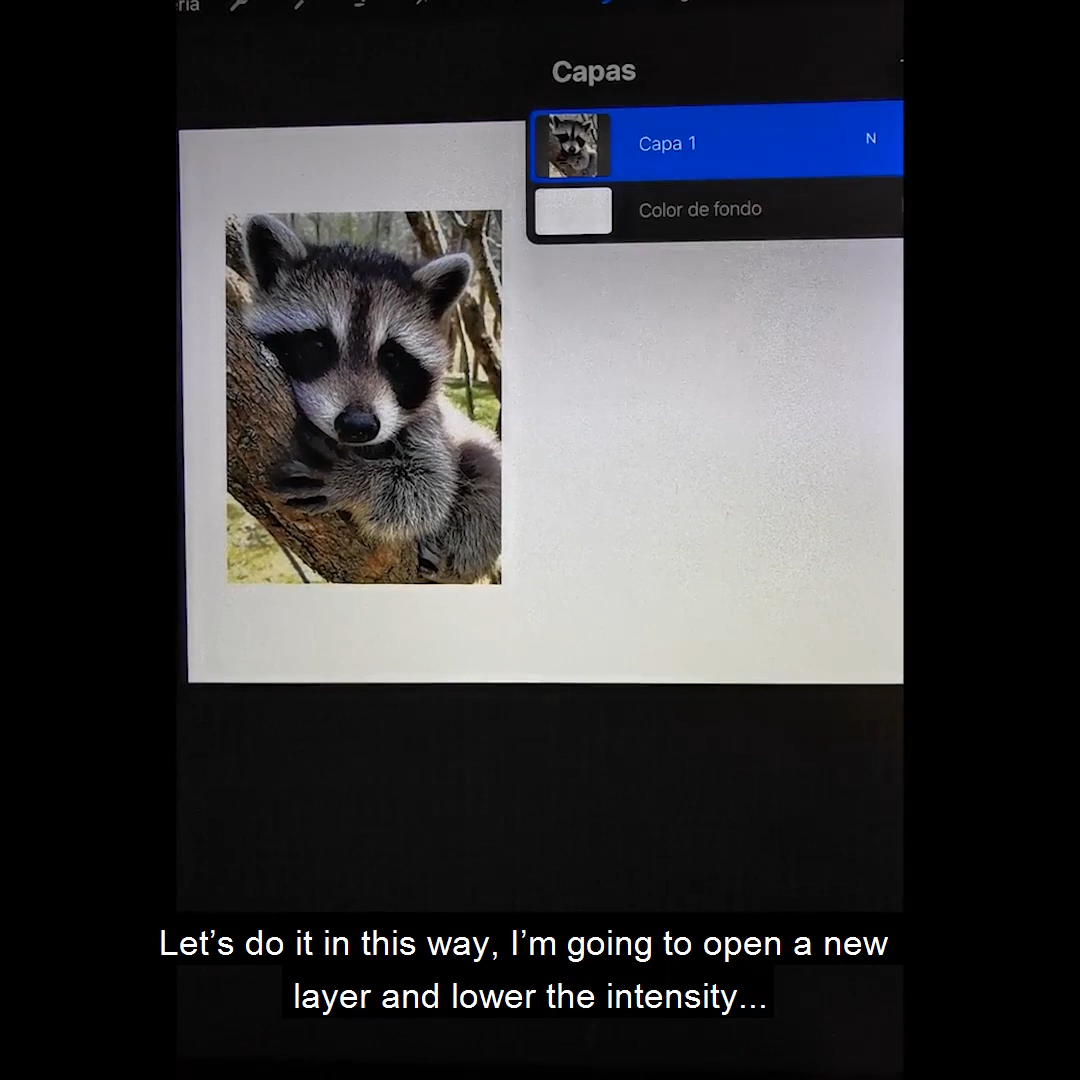 Capas
Capa 1
N
Color de fondo
Let’s do it in this way, I’m going to open a new
layer and lower the intensity...